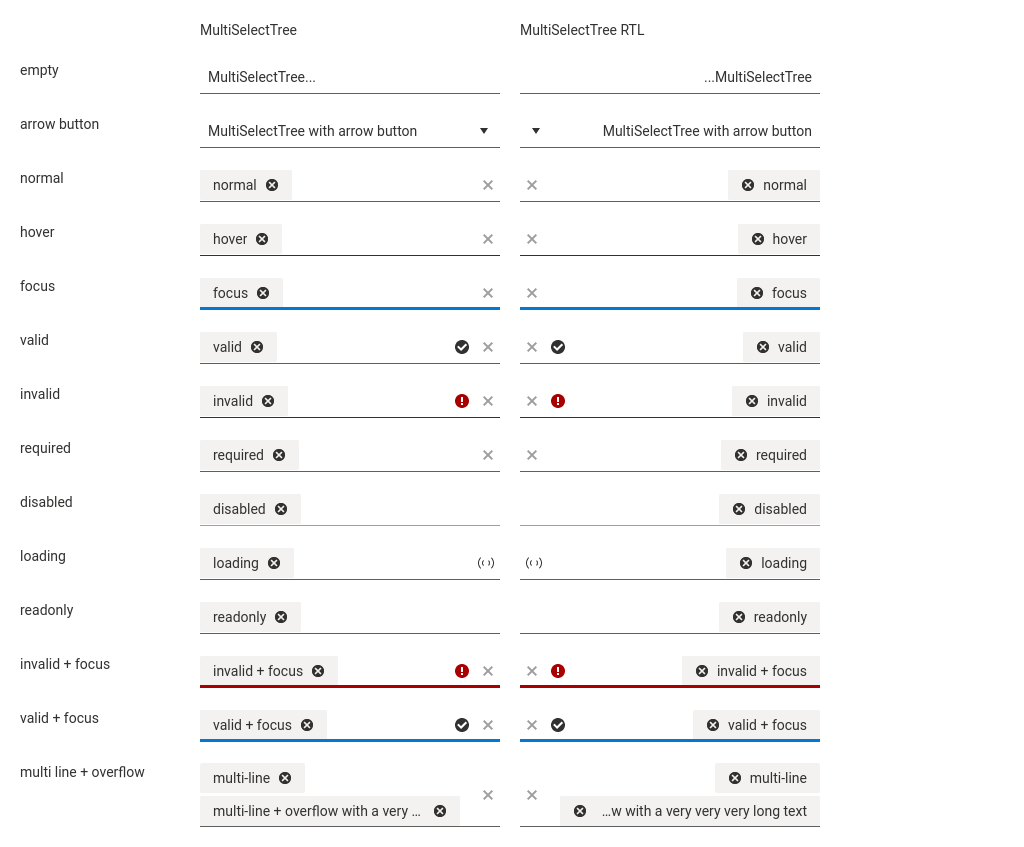 MultiSelectTree MultiSelectTree RTL
empty MultiSelectTree... ...MultiSelectTree
arrow button MultiSelectTree with arrow button MultiSelectTree with arrow button
normal normal normal
hover hover hover
focus focus focus
valid valid valid
invalid invalid invalid
required required required
disabled disabled disabled
loading loading loading
readonly readonly readonly
invalid + focus invalid + focus invalid + focus
valid + focus valid + focus valid + focus
multi line + overflow multi-line multi-line
multi-line + overflow with a very … …w with a very very very long text